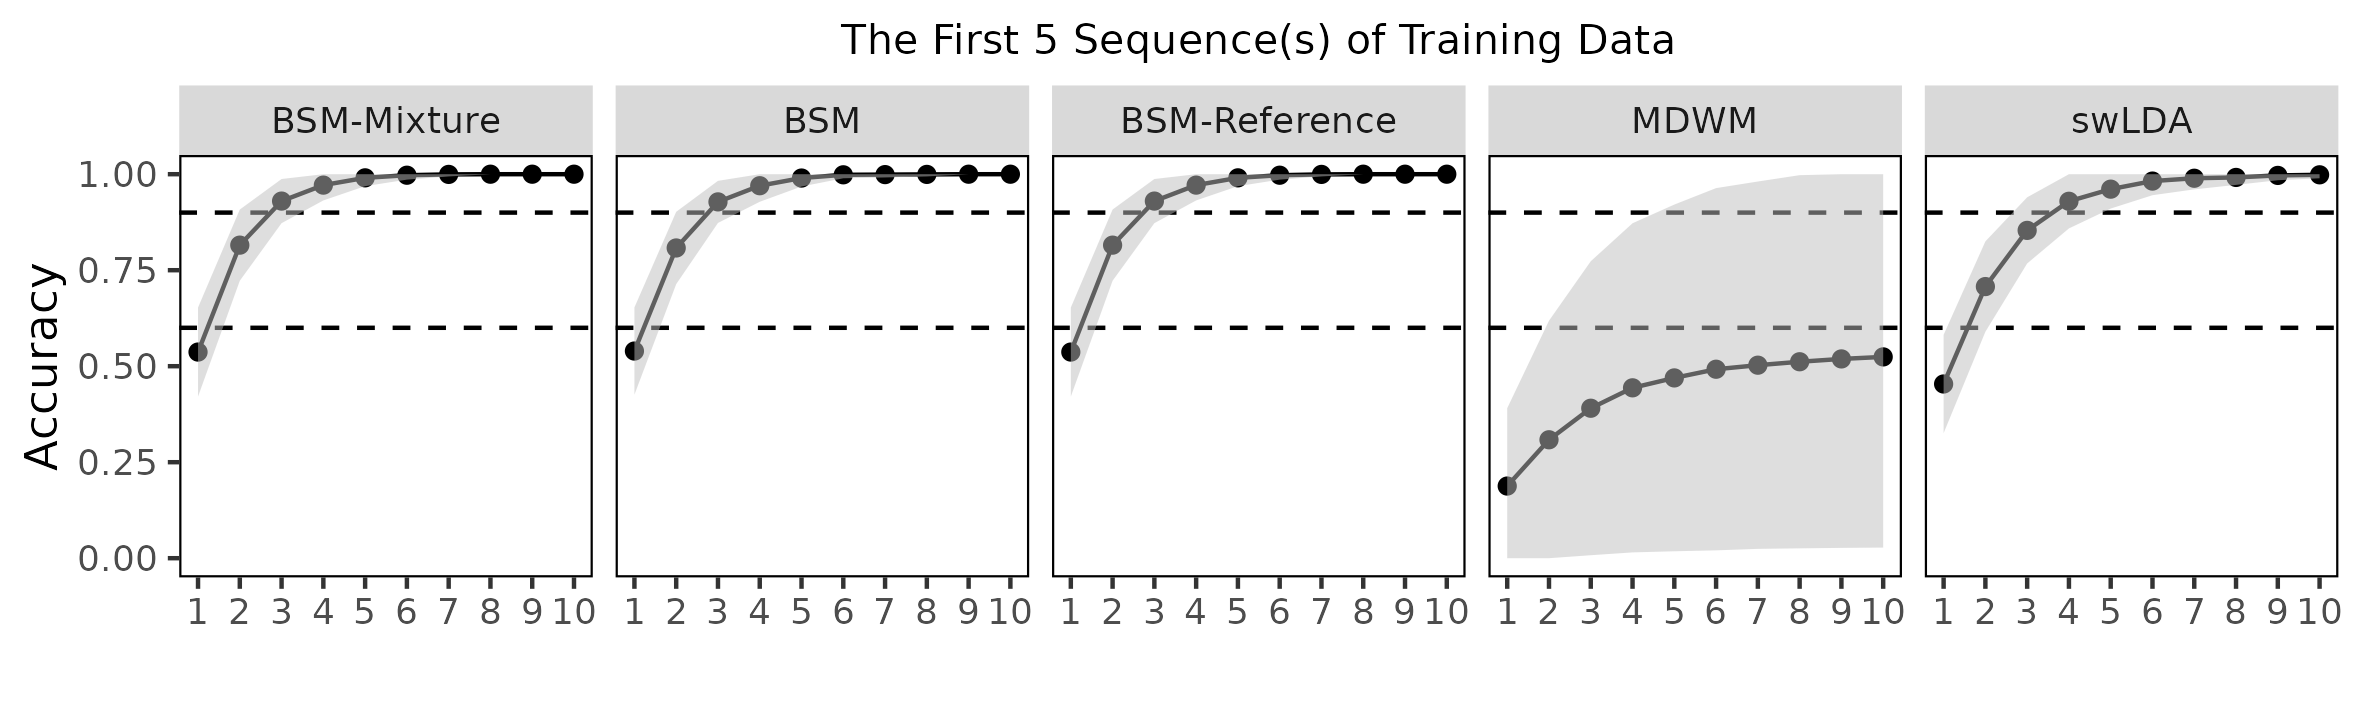 The First 5 Sequence(s) of Training Data
BSM-Mixture BSM BSM-Reference MDWM swLDA
Accuracy
1.00
0.75
0.50
0.25
0.00
1 2 3 4 5 6 7 8 9 10 1 2 3 4 5 6 7 8 9 10 1 2 3 4 5 6 7 8 9 10 1 2 3 4 5 6 7 8 9 10 1 2 3 4 5 6 7 8 9 10